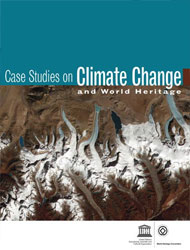 Case Studies on Climate Change
and World Heritage